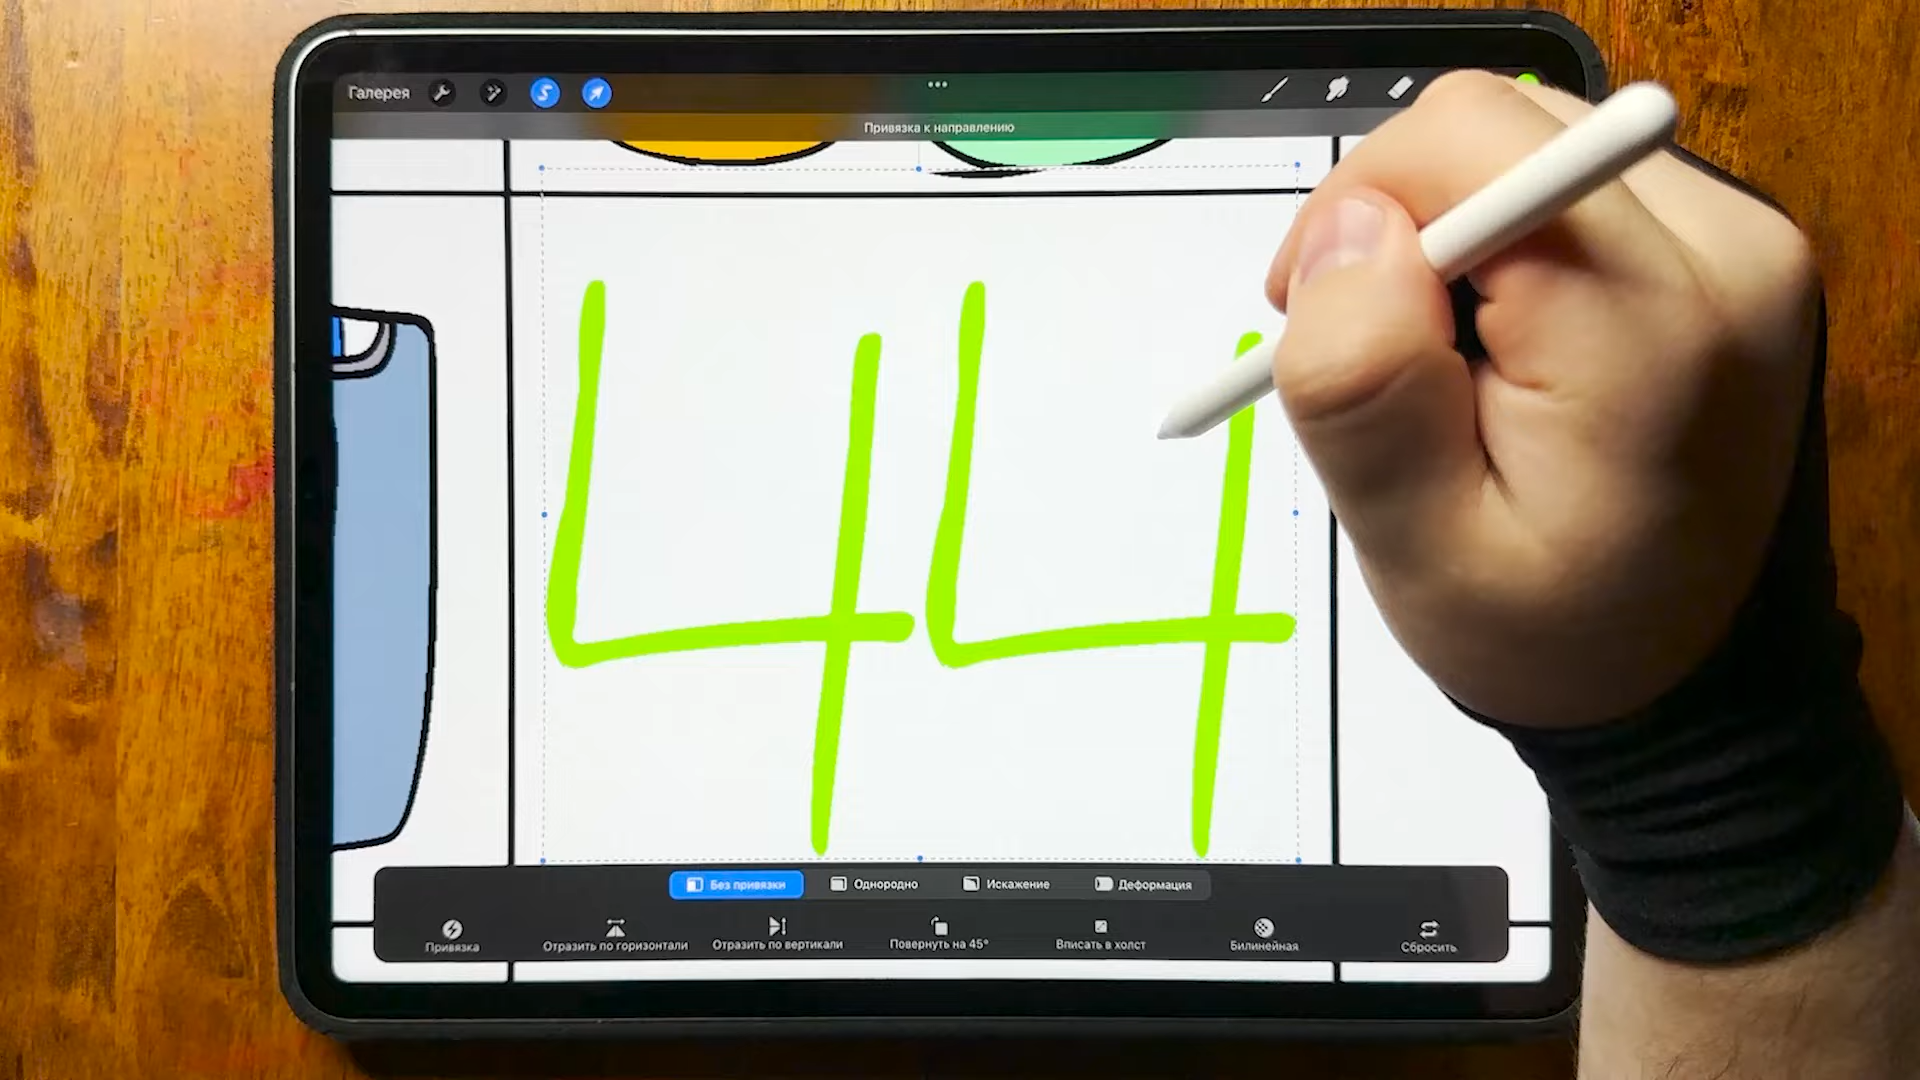 Галерея
Привязка к направлению
44
Без привязки Однородно Искажение Деформация
Привязка Отразить по горизонтали Отразить по вертикали Повернуть на 45° Вписать в холст Билинейная Сбросить